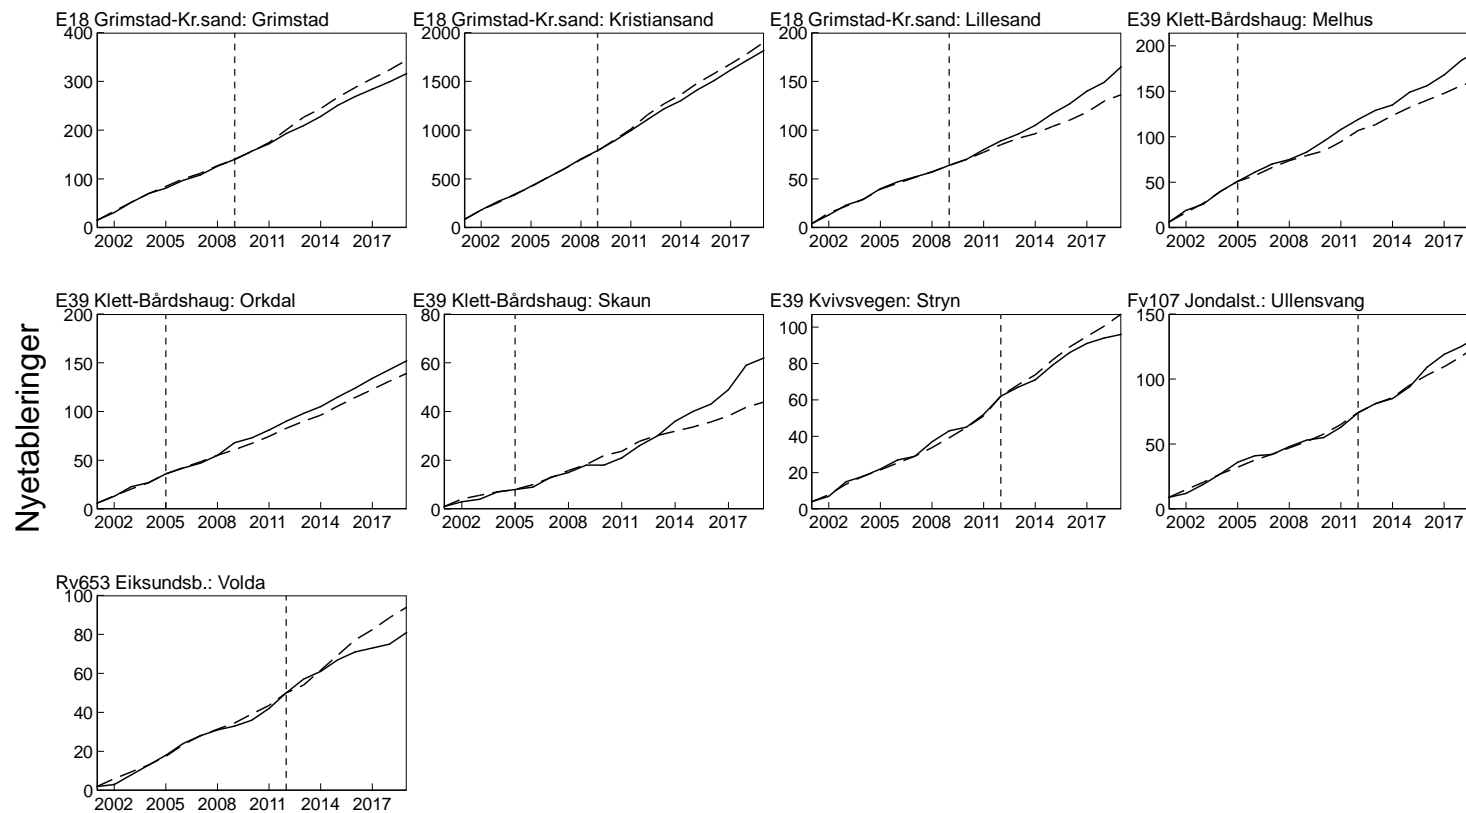 Nyetableringer
E18 Grimstad-Kr.sand: Grimstad
400
300
200
100
0
2002 2005 2008 2011 2014 2017
E18 Grimstad-Kr.sand: Kristiansand
2000
1500
1000
500
0
2002 2005 2008 2011 2014 2017
E18 Grimstad-Kr.sand: Lillesand
200
150
100
50
0
2002 2005 2008 2011 2014 2017
E39 Klett-Bårdshaug: Melhus
200
150
100
50
0
2002 2005 2008 2011 2014 2017
E39 Klett-Bårdshaug: Orkdal
200
150
100
50
0
2002 2005 2008 2011 2014 2017
E39 Klett-Bårdshaug: Skaun
80
60
40
20
0
2002 2005 2008 2011 2014 2017
E39 Kvivsvegen: Stryn
100
80
60
40
20
0
2002 2005 2008 2011 2014 2017
Fv107 Jondalst.: Ullensvang
150
100
50
0
2002 2005 2008 2011 2014 2017
Rv653 Eiksundsb.: Volda
100
80
60
40
20
0
2002 2005 2008 2011 2014 2017